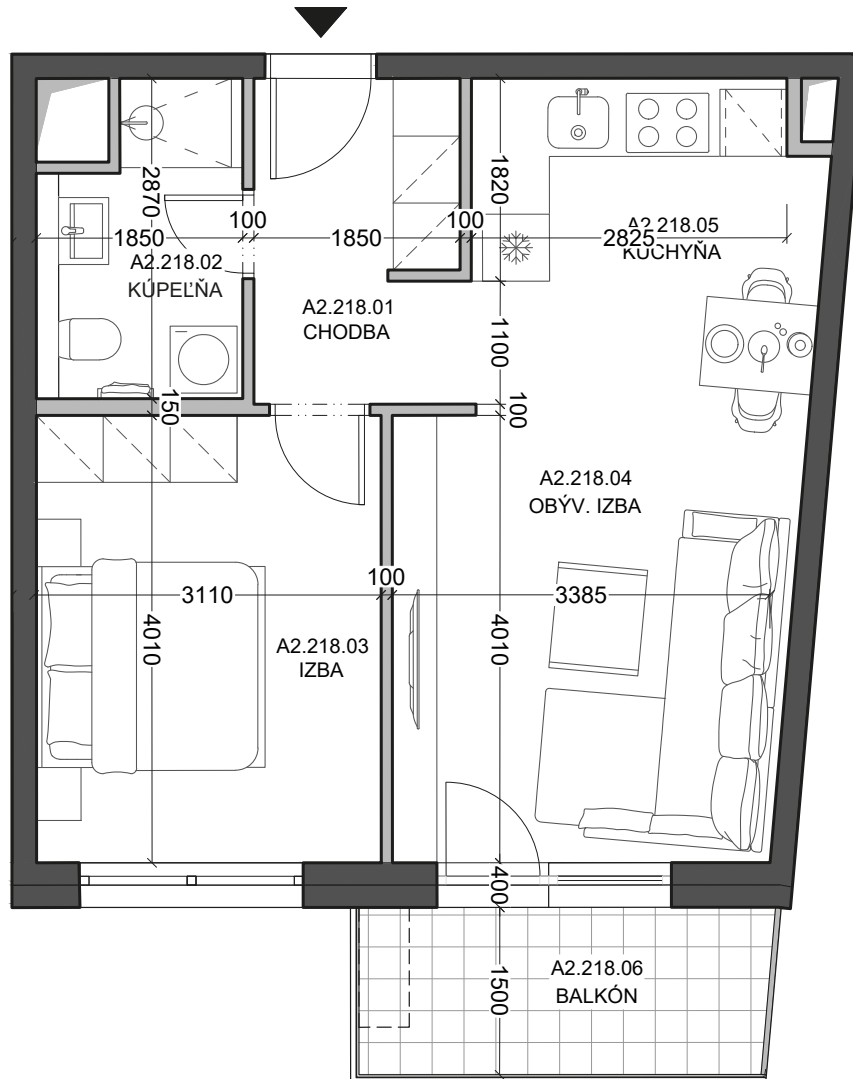 2870
1820
100
100
1850
1850
A2.218.05
2825
KUCHYŇA
A2.218.02
KÚPEĽŇA
A2.218.01
CHODBA
1100
150
100
A2.218.04
OBÝV. IZBA
100
3110
3385
4010
4010
A2.218.03
IZBA
400
A2.218.06
BALKÓN
1500